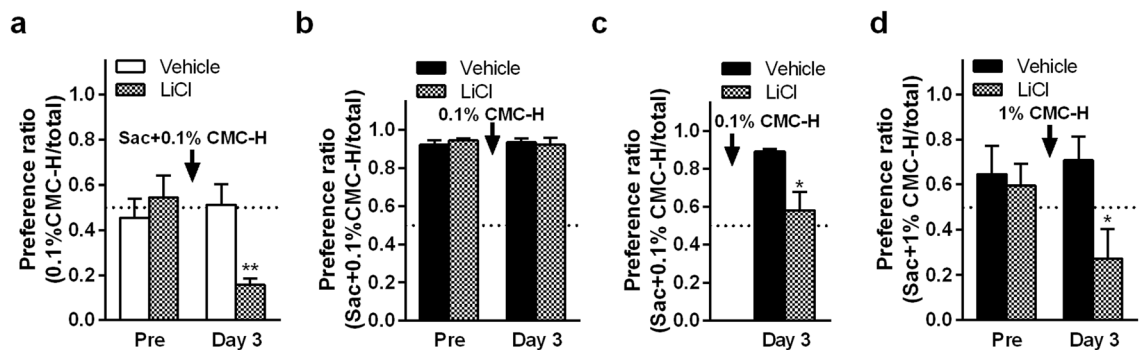 a
Vehicle
LiCl
Sac+0.1% CMC-H
Preference ratio
(0.1%CMC-H/total)
1.0
0.8
0.6
0.4
0.2
0.0
**
Pre Day 3
b
Vehicle
LiCl
0.1% CMC-H
Preference ratio
(Sac+0.1%CMC-H/total)
1.0
0.8
0.6
0.4
0.2
0.0
Pre Day 3
c
Vehicle
LiCl
0.1% CMC-H
Preference ratio
(Sac+0.1% CMC-H/total)
1.0
0.8
0.6
0.4
0.2
0.0
*
Day 3
d
Vehicle
LiCl
1% CMC-H
Preference ratio
(Sac+1% CMC-H/total)
1.0
0.8
0.6
0.4
0.2
0.0
*
Pre Day 3